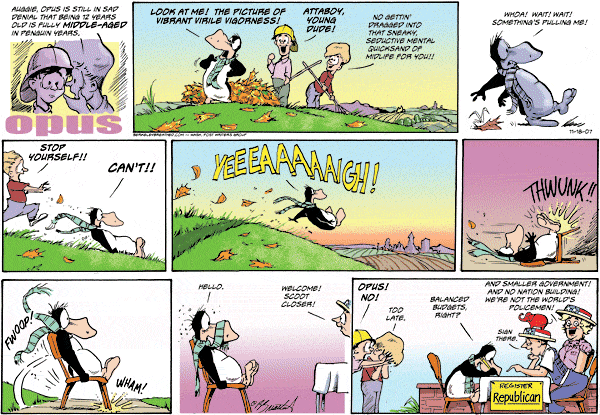 AUGGIE, OPUS IS STILL IN SAD
DENIAL THAT BEING 12 YEARS
OLD IS FULLY MIDDLE-AGED
IN PENGUIN YEARS.
opus
LOOK AT ME! THE PICTURE OF
VIBRANT VIRILE VIGORNESS!
ATTABOY,
YOUNG
DUDE!
NO GETTIN'
DRAGGED INTO
THAT SNEAKY,
SEDUCTIVE MENTAL
QUICKSAND OF
MIDLIFE FOR YOU!!
WHOA! WAIT! WAIT!
SOMETHING'S PULLING ME!
11-18-07
STOP
YOURSELF!!
CAN'T!!
YEEEAAAAAIGH!
THWUNK!!
FWOOP!
WHAM!
HELLO.
WELCOME!
SCOOT
CLOSER!
OPUS!
NO!
TOO
LATE.
BALANCED
BUDGETS,
RIGHT?
AND SMALLER GOVERNMENT!
AND NO NATION BUILDING!
WE'RE NOT THE WORLD'S
POLICEMEN!
SIGN
THERE.
REGISTER
Republican